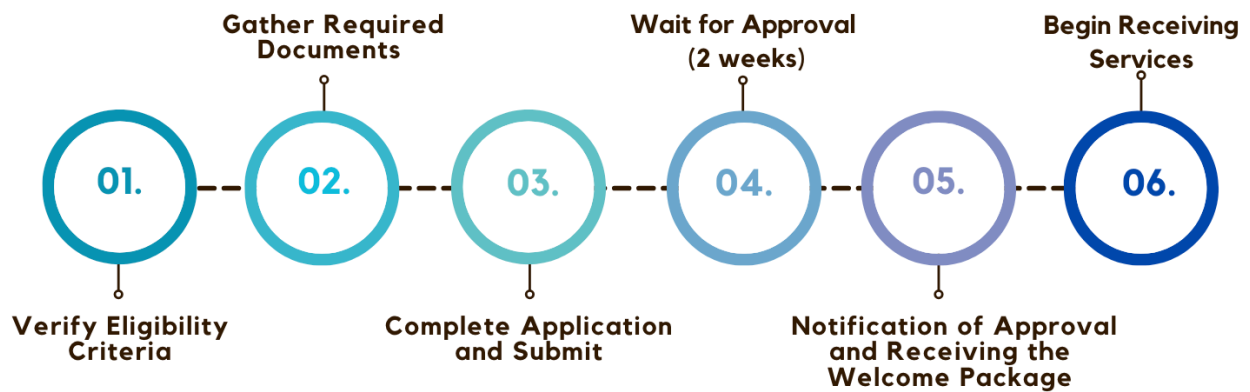 01.
Verify Eligibility
Criteria
02.
Gather Required
Documents
03.
Complete Application
and Submit
04.
Wait for Approval
(2 weeks)
05.
Notification of Approval
and Receiving the
Welcome Package
06.
Begin Receiving
Services